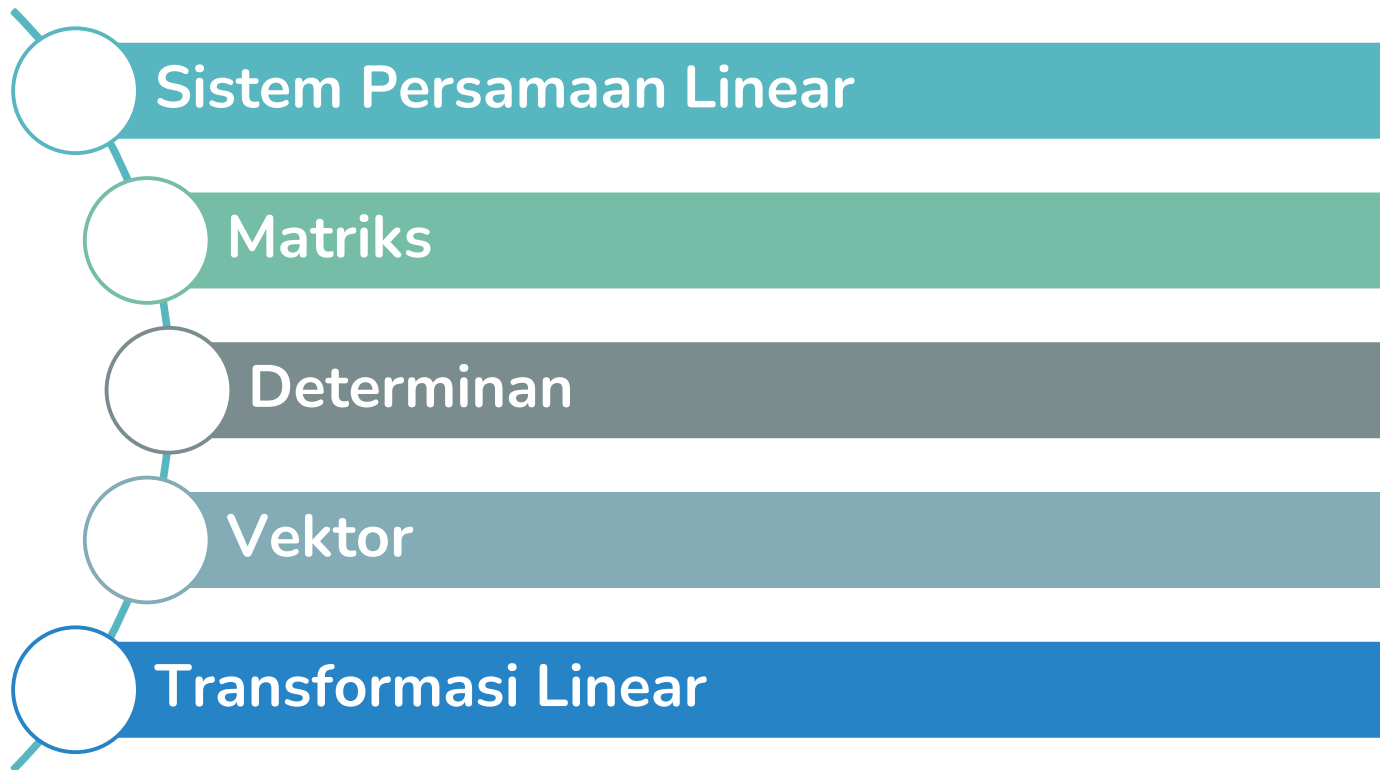 Sistem Persamaan Linear
Matriks
Determinan
Vektor
Transformasi Linear